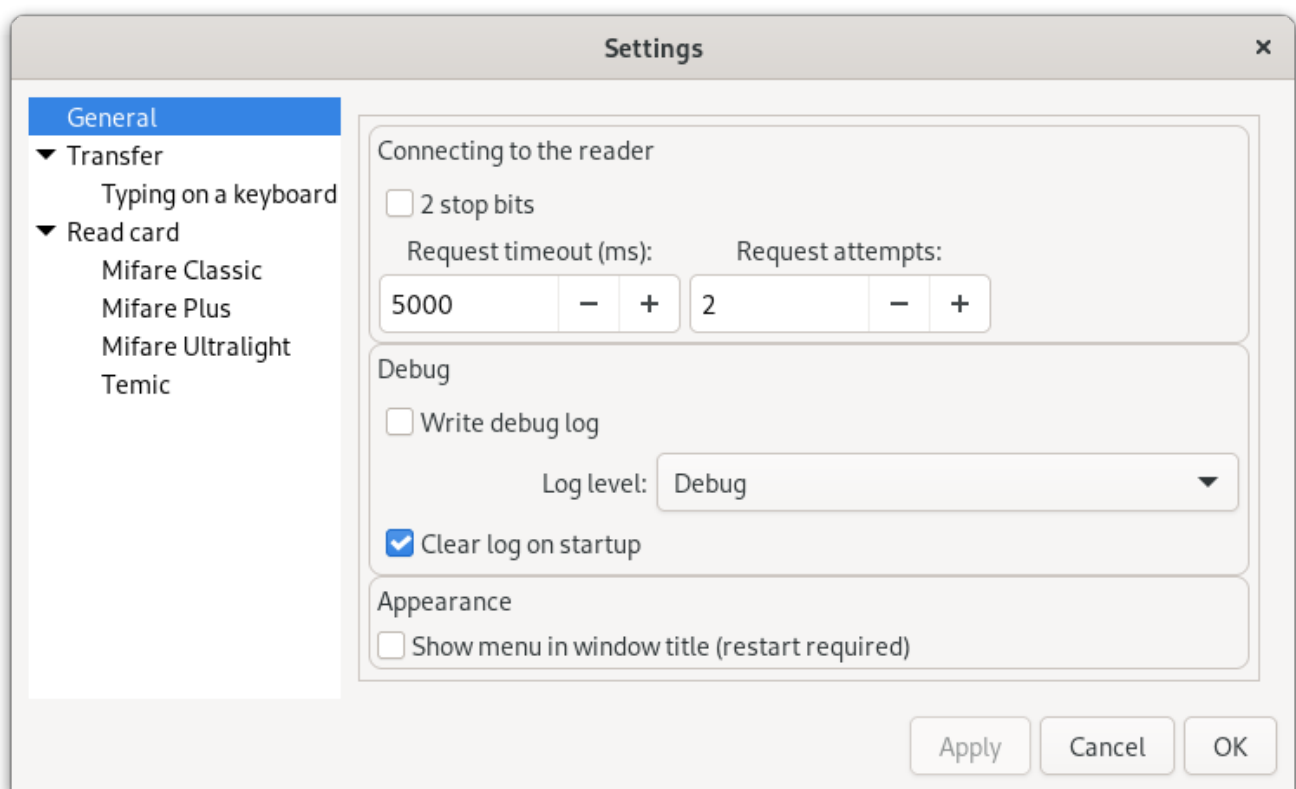 Settings
General
Transfer
Typing on a keyboard
Read card
Mifare Classic
Mifare Plus
Mifare Ultralight
Temic
Connecting to the reader
2 stop bits
Request timeout (ms): Request attempts:
5000 − + 2 − +
Debug
Write debug log
Log level: Debug
Clear log on startup
Appearance
Show menu in window title (restart required)
Apply Cancel OK